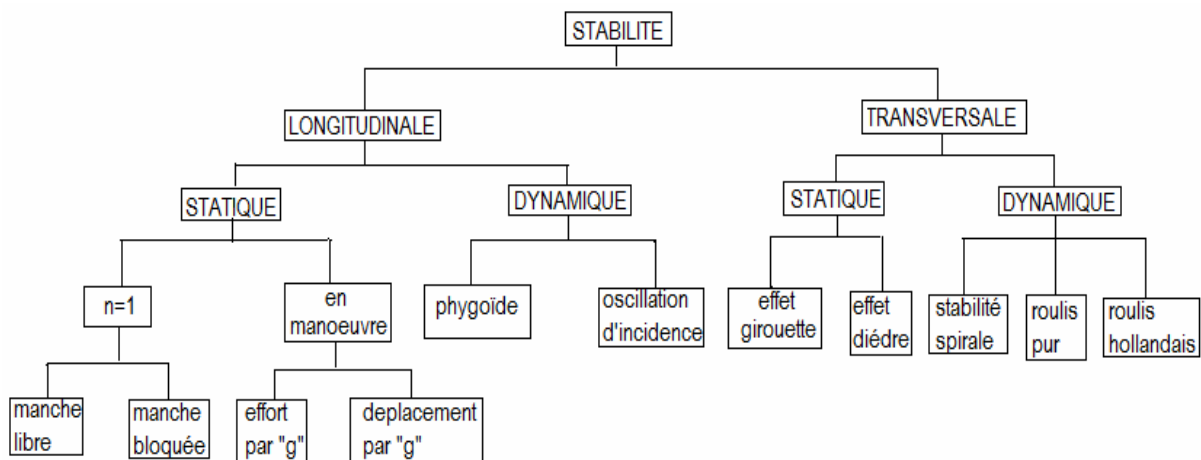 STABILITE
LONGITUDINALE
TRANSVERSALE
STATIQUE
DYNAMIQUE
STATIQUE
DYNAMIQUE
n=1
en
manoeuvre
phygoïde
oscillation
d'incidence
effet
girouette
effet
diédre
stabilité
spirale
roulis
pur
roulis
hollandais
manche
libre
manche
bloquée
effort
par "g"
deplacement
par "g"